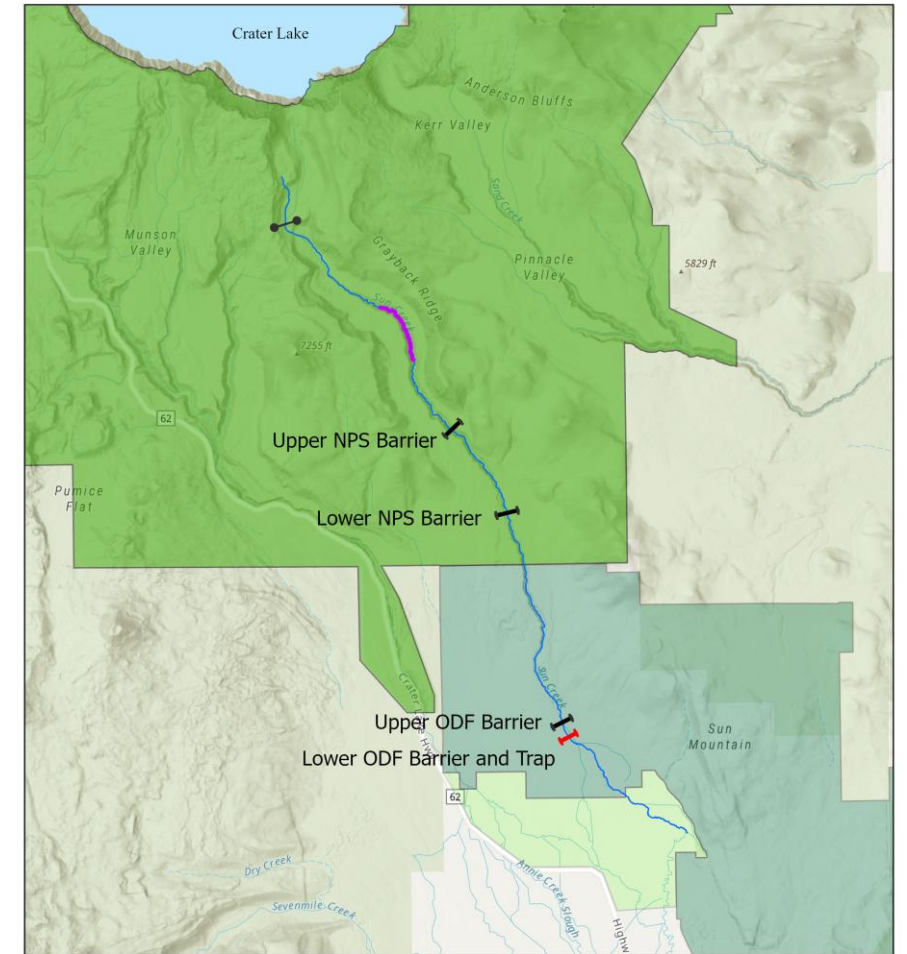 Crater Lake
Anderson Bluffs
Kerr Valley
Sand Creek
Munson
Valley
Grayback Ridge
Pinnacle
Valley
5829 ft
Sun Creek
7255 ft
62
Upper NPS Barrier
Pumice
Flat
Lower NPS Barrier
Sun Creek
Crater Lake Hwy
Upper ODF Barrier
Sun
Mountain
Lower ODF Barrier and Trap
62
Dry Creek
Annie Creek Slough
Sevenmile Creek
Highw